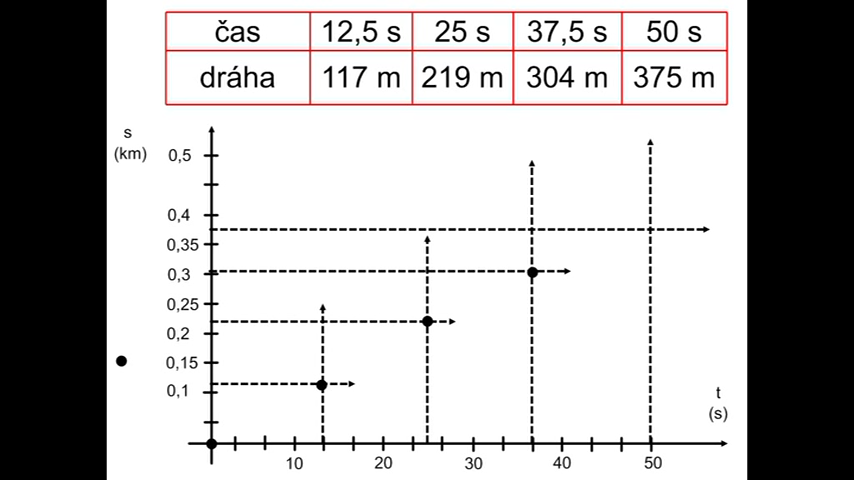 čas 12,5 s 25 s 37,5 s 50 s
dráha 117 m 219 m 304 m 375 m
s
(km)
0,5
0,4
0,35
0,3
0,25
0,2
0,15
0,1
t
(s)
10 20 30 40 50